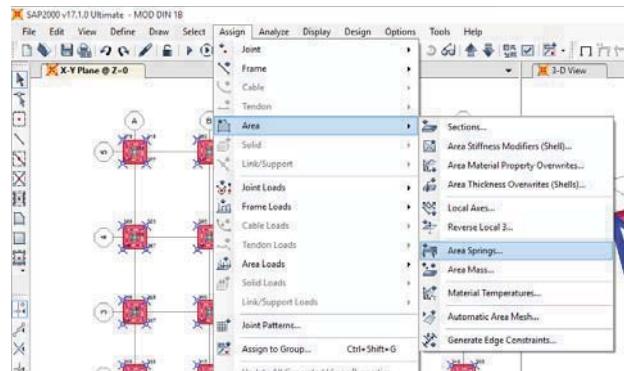 SAP2000 v17.1.0 Ultimate - MOD DIN 1B
File Edit View Define Draw Select Assign Analyze Display Design Options Tools Help
X-Y Plane @ Z=0
3-D View
Joint
Frame
Cable
Tendon
Area
Solid
Link/Support
Joint Loads
Frame Loads
Cable Loads
Tendon Loads
Area Loads
Solid Loads
Link/Support Loads
Joint Patterns...
Assign to Group... Ctrl+Shift+G
Sections...
Area Stiffness Modifiers (Shell)...
Area Material Property Overwrites...
Area Thickness Overwrites (Shells)...
Local Axes...
Reverse Local 3...
Area Springs...
Area Mass...
Material Temperatures...
Automatic Area Mesh...
Generate Edge Constraints...
A